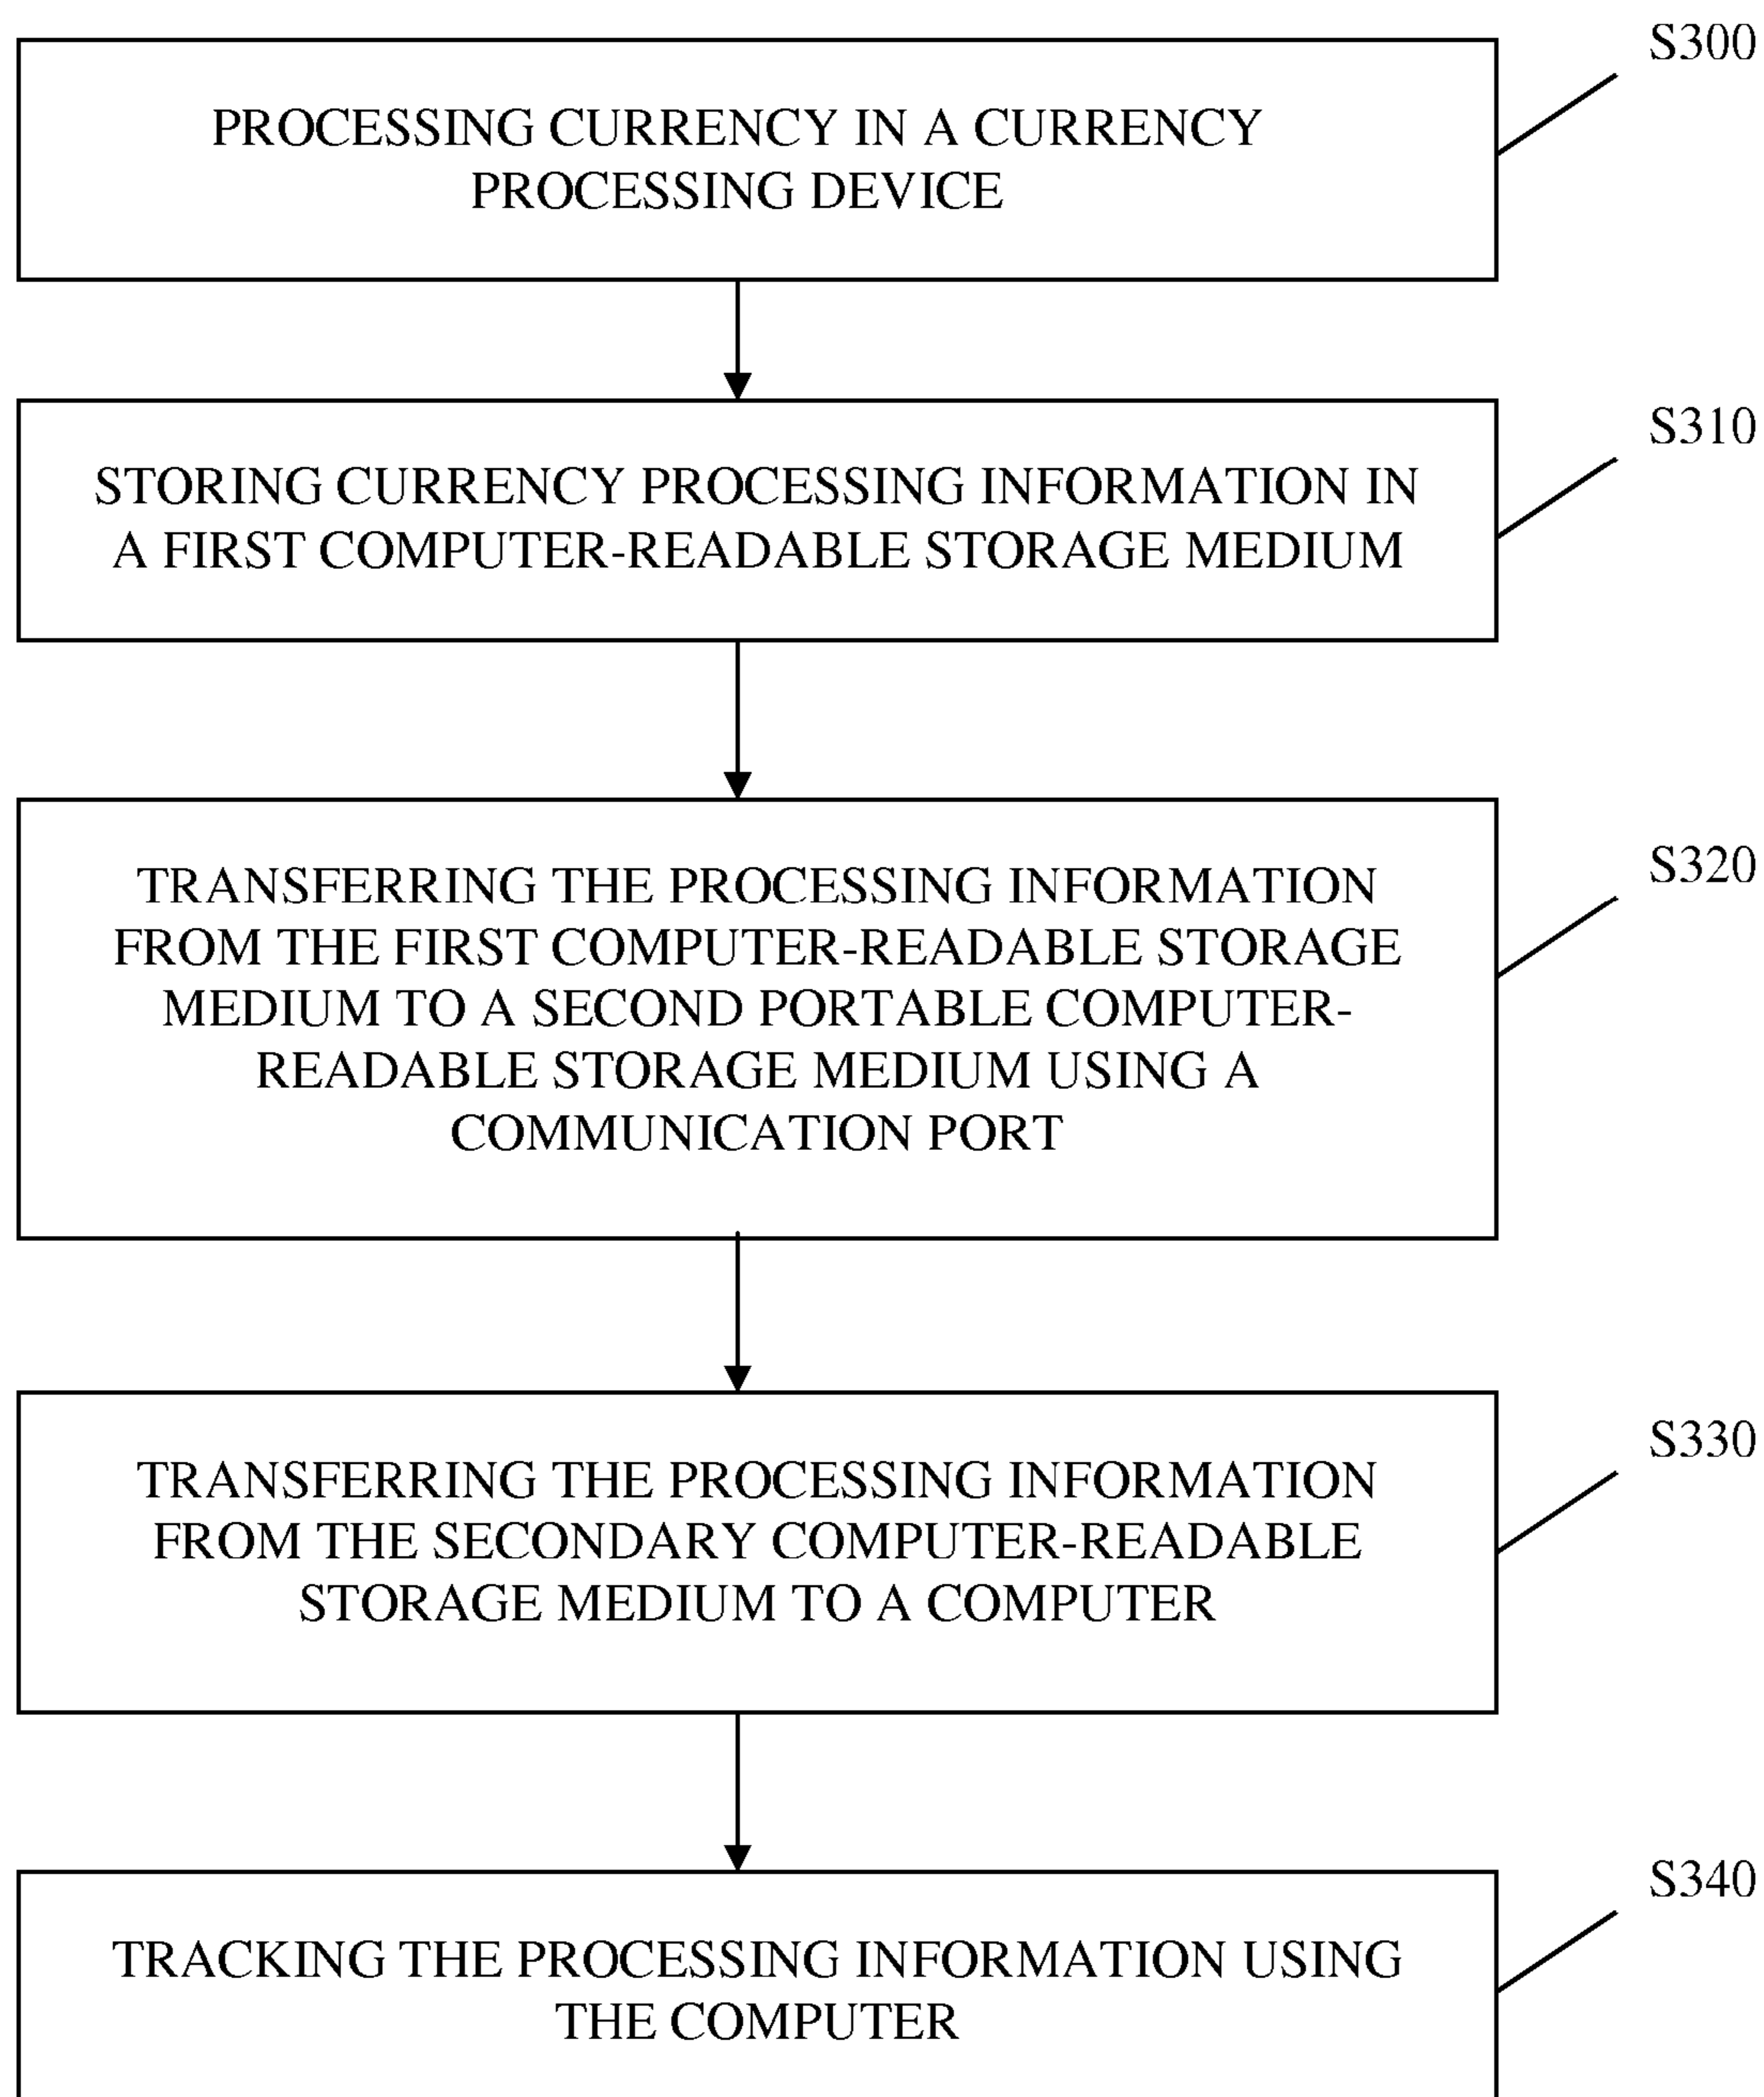 S300
PROCESSING CURRENCY IN A CURRENCY
PROCESSING DEVICE
S310
STORING CURRENCY PROCESSING INFORMATION IN
A FIRST COMPUTER-READABLE STORAGE MEDIUM
S320
TRANSFERRING THE PROCESSING INFORMATION
FROM THE FIRST COMPUTER-READABLE STORAGE
MEDIUM TO A SECOND PORTABLE COMPUTER-
READABLE STORAGE MEDIUM USING A
COMMUNICATION PORT
S330
TRANSFERRING THE PROCESSING INFORMATION
FROM THE SECONDARY COMPUTER-READABLE
STORAGE MEDIUM TO A COMPUTER
S340
TRACKING THE PROCESSING INFORMATION USING
THE COMPUTER